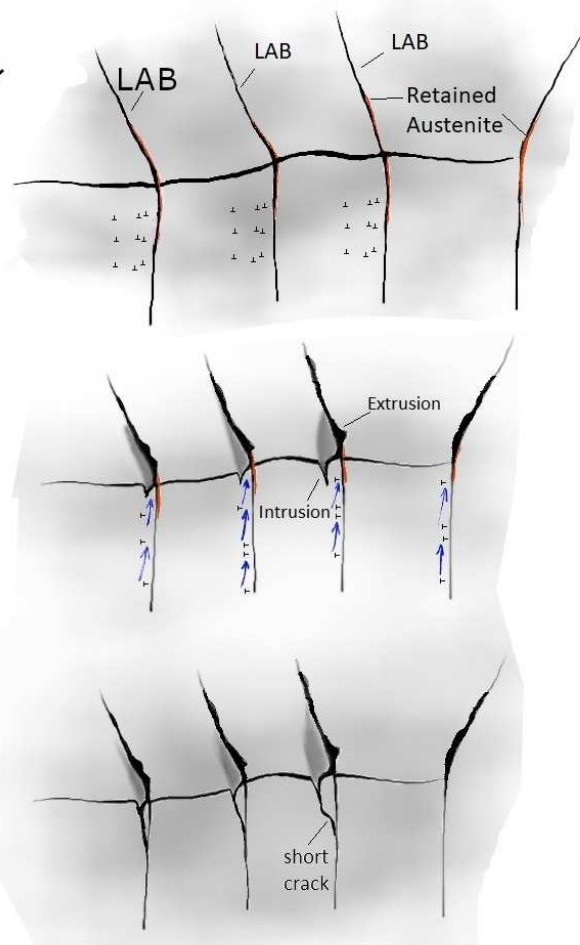 LAB
LAB
LAB
Retained
Austenite
Extrusion
Intrusion
short
crack